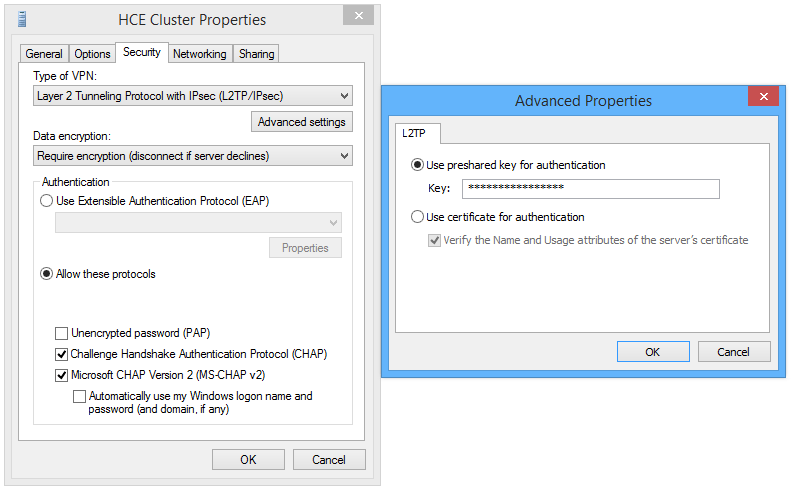 HCE Cluster Properties
General
Options
Security
Networking
Sharing
Type of VPN:
Layer 2 Tunneling Protocol with IPsec (L2TP/IPsec)
Advanced settings
Data encryption:
Require encryption (disconnect if server declines)
Authentication
Use Extensible Authentication Protocol (EAP)
Properties
Allow these protocols
Unencrypted password (PAP)
Challenge Handshake Authentication Protocol (CHAP)
Microsoft CHAP Version 2 (MS-CHAP v2)
Automatically use my Windows logon name and
password (and domain, if any)
OK
Cancel
Advanced Properties
L2TP
Use preshared key for authentication
Key:
****************
Use certificate for authentication
Verify the Name and Usage attributes of the server's certificate
OK
Cancel